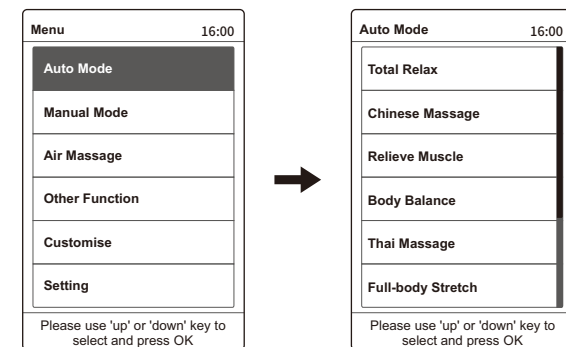 Menu 16:00
Auto Mode
Manual Mode
Air Massage
Other Function
Customise
Setting
Please use 'up' or 'down' key to
select and press OK
Auto Mode 16:00
Total Relax
Chinese Massage
Relieve Muscle
Body Balance
Thai Massage
Full-body Stretch
Please use 'up' or 'down' key to
select and press OK